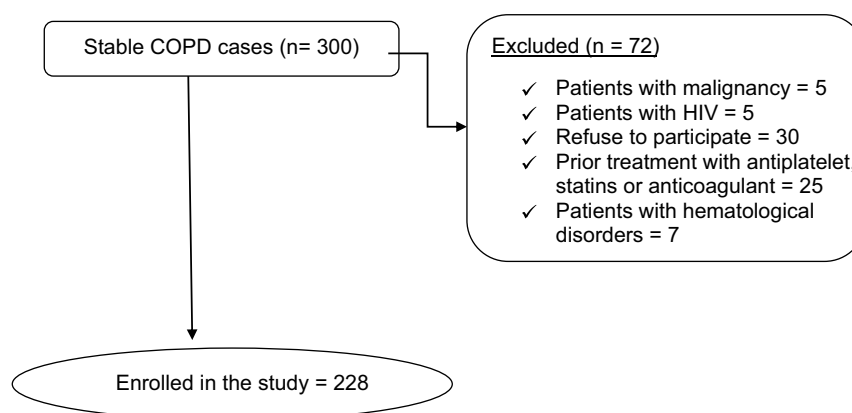 Stable COPD cases (n= 300)
Excluded (n = 72)
✓ Patients with malignancy = 5
✓ Patients with HIV = 5
✓ Refuse to participate = 30
✓ Prior treatment with antiplatelet,
statins or anticoagulant = 25
✓ Patients with hematological
disorders = 7
Enrolled in the study = 228